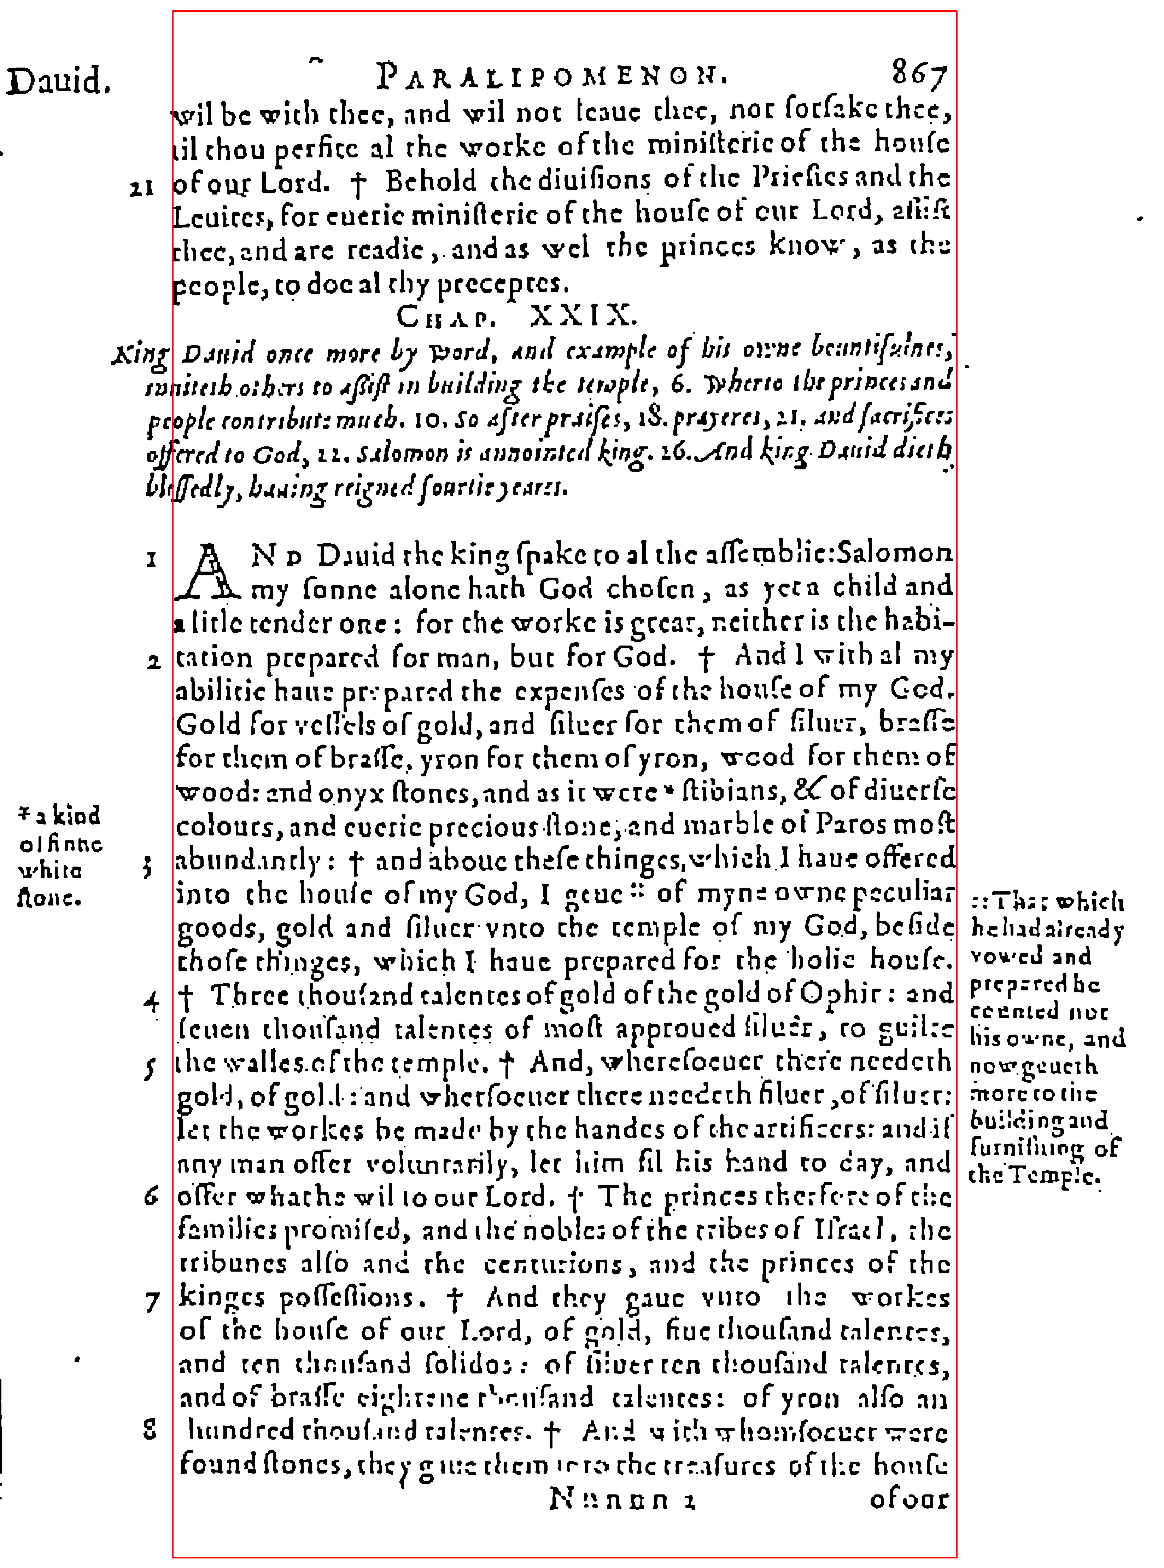 Dauid. PARALIPOMENON. 867
wil be with thee, and wil not leaue thee, nor forsake thee,
til thou perfite al the worke of the ministerie of the house
21 of our Lord. † Behold the diuisions of the Priestes and the
Leuites, for euerie ministerie of the house of our Lord, assist
thee, and are readie, and as wel the princes know, as the
people, to doe al thy preceptes.
CHAP. XXIX.
King Dauid once more by word, and example of his owne beautifulnes,
inuiteth others to assist in building the temple, 6. Wherto the princes and
people contribute much. 10. So after praises, 18. prayeres, 21. and sacrifices
offered to God, 22. Salomon is annointed king. 26. And king Dauid dieth
blessedly, hauing reigned fourtie yeares.
1 AND Dauid the king spake to al the assemblie: Salomon
my sonne alone hath God chosen, as yet a child and
a litle tender one: for the worke is great, neither is the habi-
2 tation prepared for man, but for God. † And I with al my
abilitie haue prepared the expenses of the house of my God.
Gold for vessels of gold, and siluer for them of siluer, brasse
for them of brasse, yron for them of yron, wood for them of
wood: and onyx stones, and as it were * stibians, & of diuerse
colours, and euerie precious stone, and marble of Paros most
3 abundantly: † and aboue these thinges, which I haue offered
into the house of my God, I geue :: of myne owne peculiar
goods, gold and siluer vnto the temple of my God, beside
those thinges, which I haue prepared for the holie house.
4 † Three thousand talentes of gold of the gold of Ophir: and
seuen thousand talentes of most approued siluer, to guilte
5 the walles of the temple. † And, wheresoeuer there needeth
gold, of gold: and whersoeuer there needeth siluer, of siluer:
let the workes be made by the handes of the artificers: and if
any man offer voluntarily, let him fil his hand to day, and
6 offer what he wil to our Lord. † The princes therfore of the
families promised, and the nobles of the tribes of Israel, the
tribunes also and the centurions, and the princes of the
7 kinges possessions. † And they gaue vnto the workes
of the house of our Lord, of gold, fiue thousand talentes,
and ten thousand solidos: of siluer ten thousand talentes,
and of brasse eightene thousand talentes: of yron also an
8 hundred thousand talentes. † And with whomsoeuer were
found stones, they gaue them into the treasures of the house
Nnnnn 2 of our
* a kind
of finne
white
stone.
:: That which
he had already
vowed and
prepared he
counted not
his owne, and
now geueth
more to the
building and
furnishing of
the Temple.